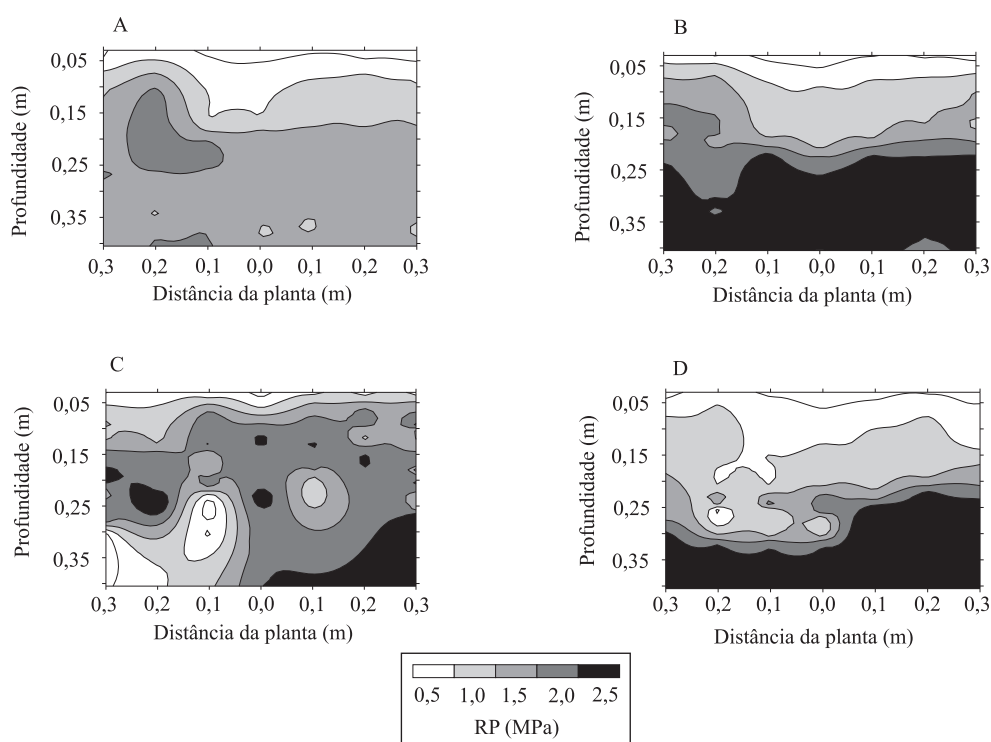 A
0,05
0,15
0,25
0,35
Profundidade (m)
0,3 0,2 0,1 0,0 0,1 0,2 0,3
Distância da planta (m)
B
0,05
0,15
0,25
0,35
Profundidade (m)
0,3 0,2 0,1 0,0 0,1 0,2 0,3
Distância da planta (m)
C
0,05
0,15
0,25
0,35
Profundidade (m)
0,3 0,2 0,1 0,0 0,1 0,2 0,3
Distância da planta (m)
D
0,05
0,15
0,25
0,35
Profundidade (m)
0,3 0,2 0,1 0,0 0,1 0,2 0,3
Distância da planta (m)
0,5 1,0 1,5 2,0 2,5
RP (MPa)